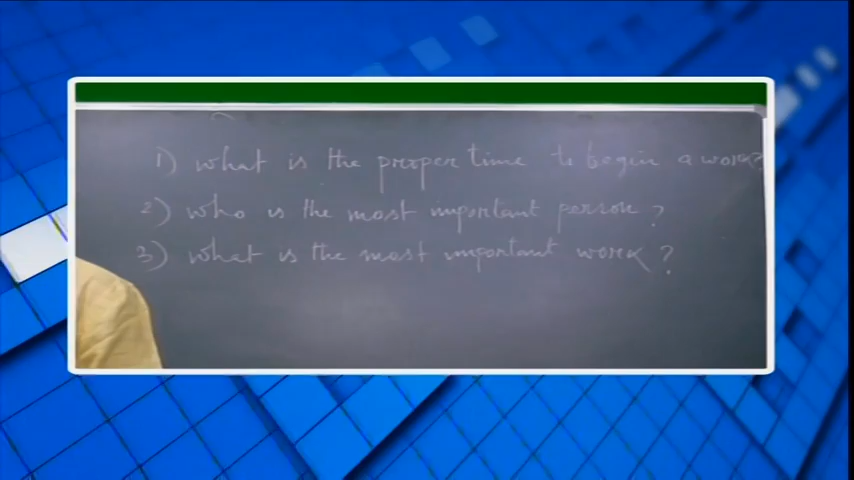 1) what is the proper time to begin a work?
2) who is the most important person?
3) what is the most important work?